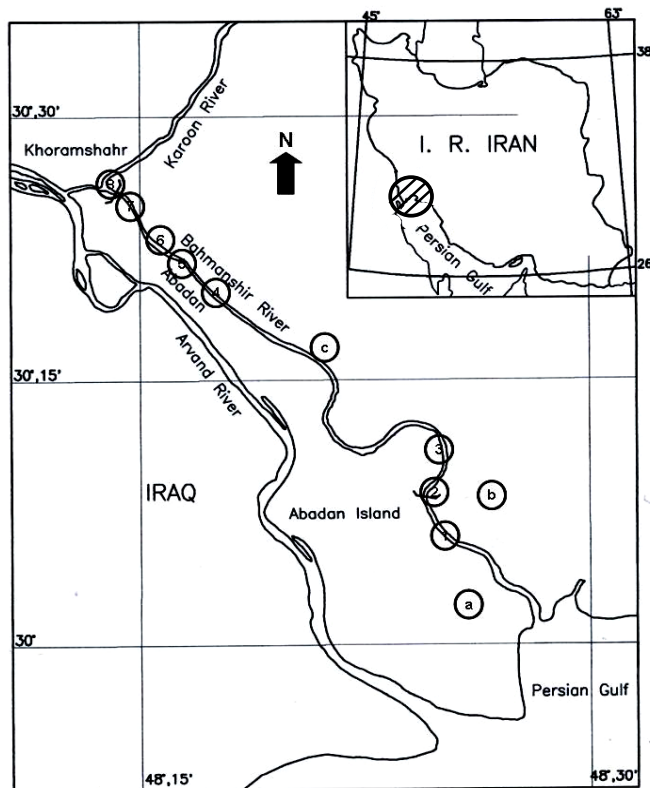 45°
63°
38
30°,30'
Karoon River
N
I. R. IRAN
Khoramshahr
8
7
6
Bahmanshir River
5
Abadan
4
Persian Gulf
26
c
30°,15'
Arvand River
3
IRAQ
2
b
Abadan Island
1
a
30°
Persian Gulf
48°,15'
48°,30'